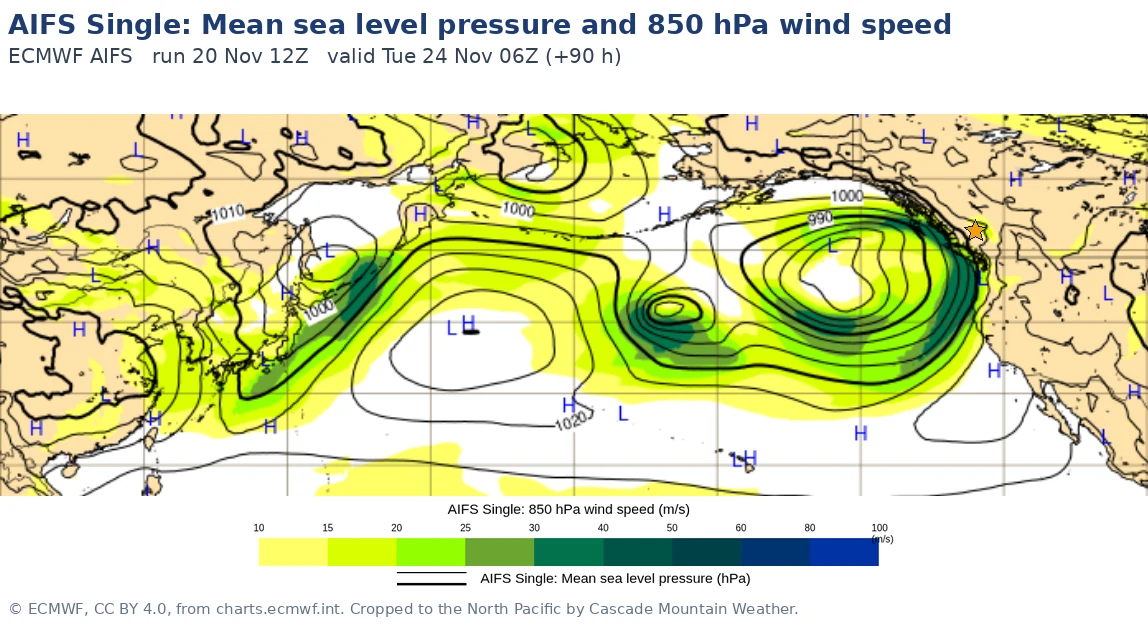 AIFS Single: Mean sea level pressure and 850 hPa wind speed
ECMWF AIFS run 20 Nov 12Z valid Tue 24 Nov 06Z (+90 h)
H H L H H L H L L H
H L H H
1010 1000 1000 990
H H L L
L H L L H L
1000
H L H H
L H L H
H H H 1020 L H L
L LH
AIFS Single: 850 hPa wind speed (m/s)
10 15 20 25 30 40 50 60 80 100
(m/s)
AIFS Single: Mean sea level pressure (hPa)
© ECMWF, CC BY 4.0, from charts.ecmwf.int. Cropped to the North Pacific by Cascade Mountain Weather.